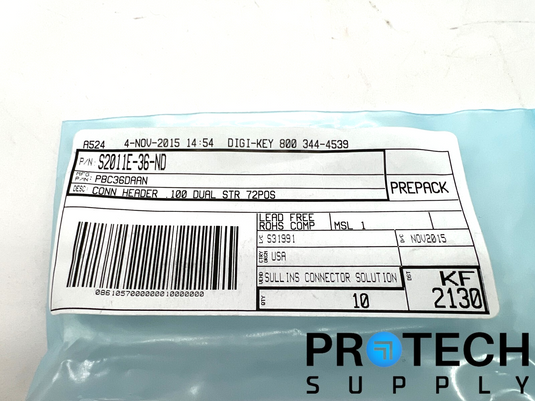 A524 4-NOV-2015 14:54 DIGI-KEY 800 344-4539
P/N: S2011E-36-ND
MFG. P/N: PBC36DAAN
DESC: CONN HEADER .100 DUAL STR 72POS
PREPACK
LEAD FREE
ROHS COMP MSL 1
S31991 NOV2015
USA
VEND SULLINS CONNECTOR SOLUTION
KF
QTY 10 2130
PROTECH
SUPPLY